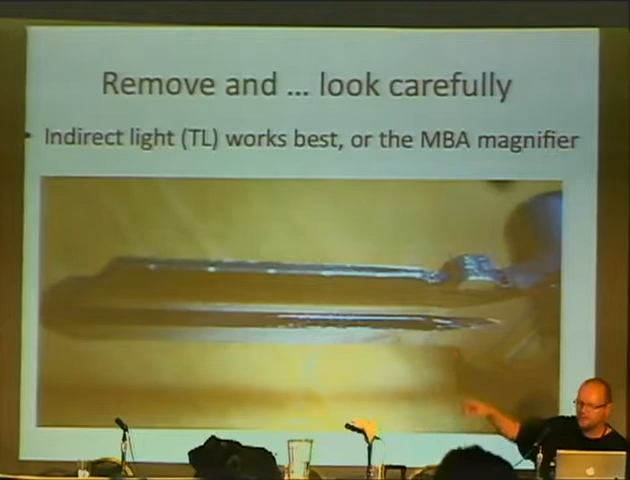 Remove and ... look carefully
Indirect light (TL) works best, or the MBA magnifier